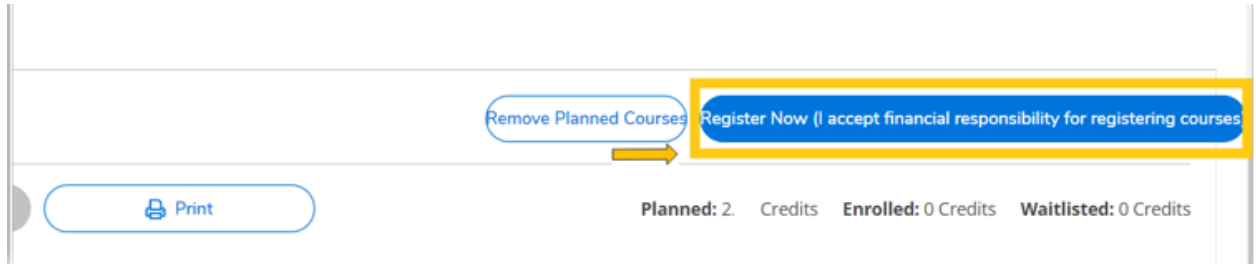 Remove Planned Courses Register Now (I accept financial responsibility for registering courses
Print Planned: 2. Credits Enrolled: 0 Credits Waitlisted: 0 Credits